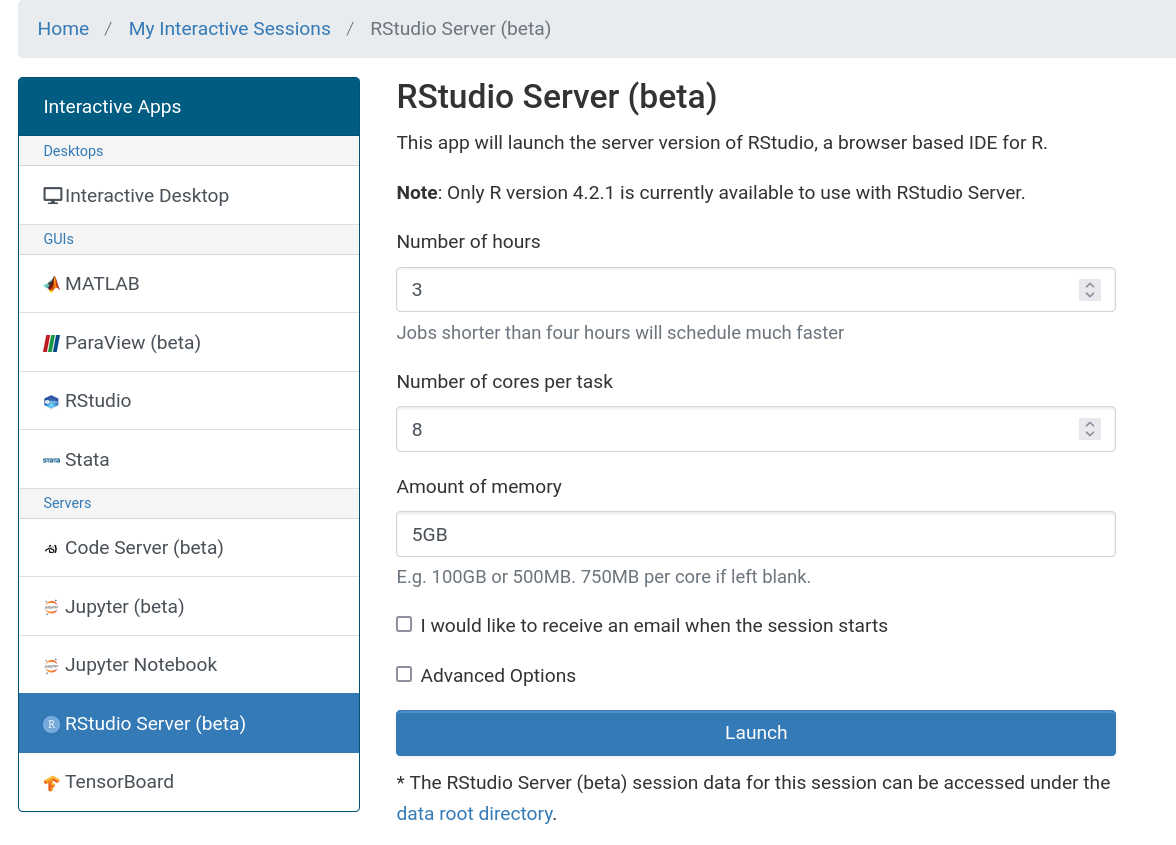 Home / My Interactive Sessions / RStudio Server (beta)
Interactive Apps
Desktops
Interactive Desktop
GUIs
MATLAB
ParaView (beta)
RStudio
Stata
Servers
Code Server (beta)
Jupyter (beta)
Jupyter Notebook
R RStudio Server (beta)
TensorBoard
RStudio Server (beta)
This app will launch the server version of RStudio, a browser based IDE for R.
Note: Only R version 4.2.1 is currently available to use with RStudio Server.
Number of hours
3
Jobs shorter than four hours will schedule much faster
Number of cores per task
8
Amount of memory
5GB
E.g. 100GB or 500MB. 750MB per core if left blank.
I would like to receive an email when the session starts
Advanced Options
Launch
* The RStudio Server (beta) session data for this session can be accessed under the
data root directory.